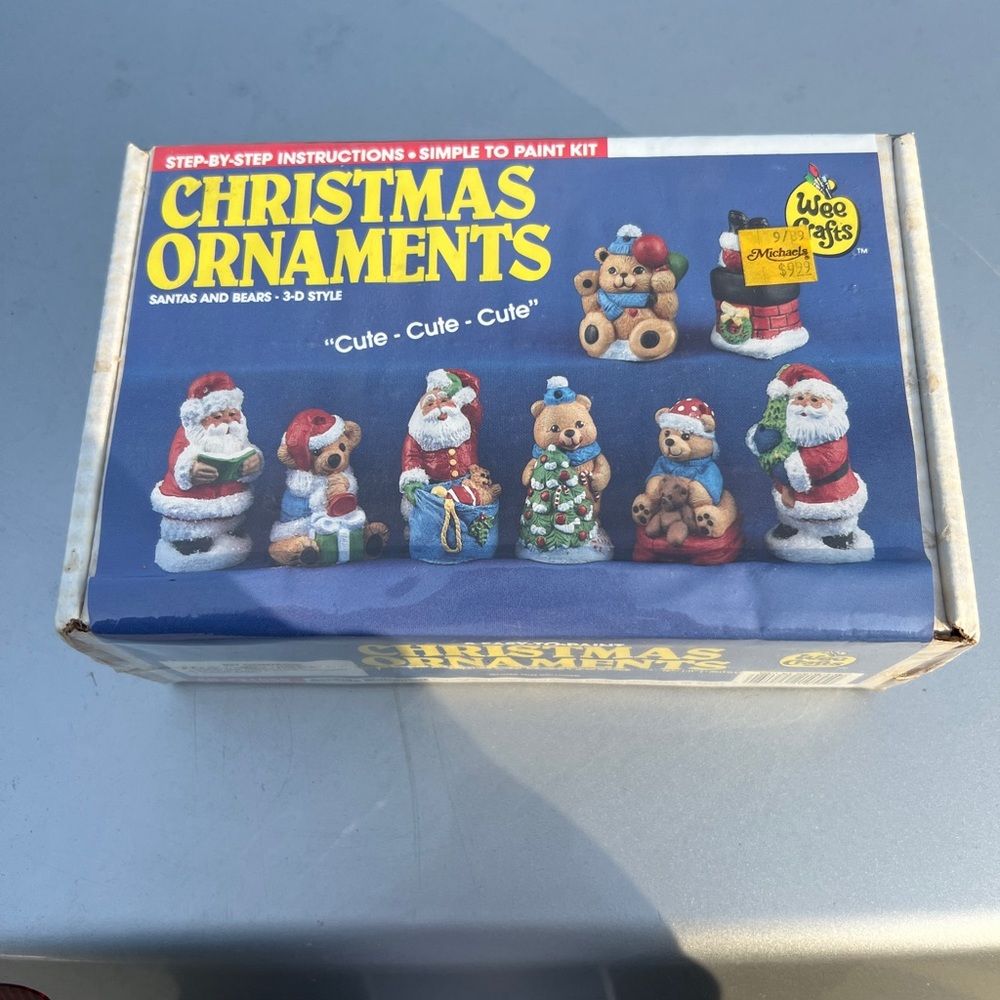 STEP-BY-STEP INSTRUCTIONS • SIMPLE TO PAINT KIT
CHRISTMAS
ORNAMENTS
SANTAS AND BEARS - 3-D STYLE
"Cute - Cute - Cute"
Wee
Crafts
TM
9/89
Michaels
$9.99
CHRISTMAS
ORNAMENTS